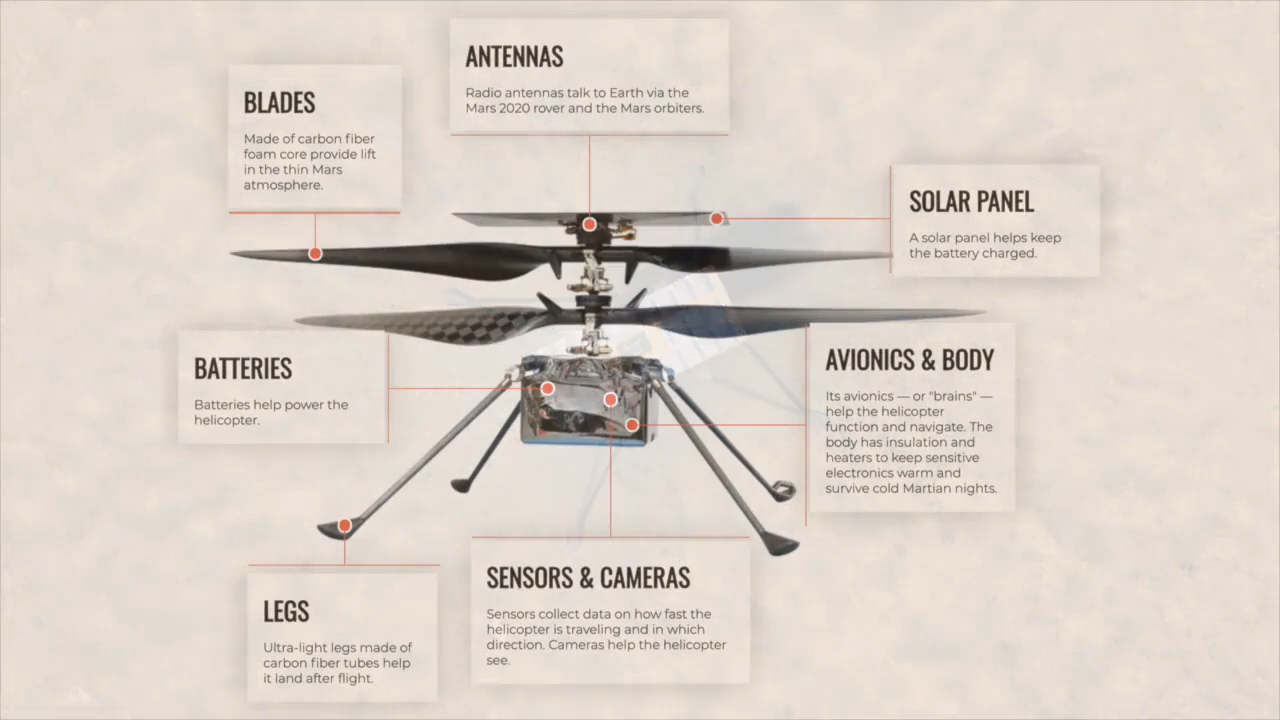 ANTENNAS
Radio antennas talk to Earth via the
Mars 2020 rover and the Mars orbiters.
BLADES
Made of carbon fiber
foam core provide lift
in the thin Mars
atmosphere.
SOLAR PANEL
A solar panel helps keep
the battery charged.
BATTERIES
Batteries help power the
helicopter.
AVIONICS & BODY
Its avionics — or "brains" —
help the helicopter
function and navigate. The
body has insulation and
heaters to keep sensitive
electronics warm and
survive cold Martian nights.
LEGS
Ultra-light legs made of
carbon fiber tubes help
it land after flight.
SENSORS & CAMERAS
Sensors collect data on how fast the
helicopter is traveling and in which
direction. Cameras help the helicopter
see.